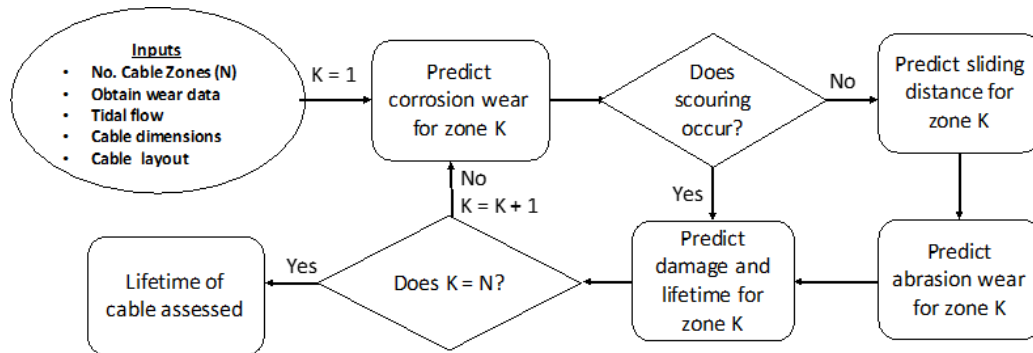 Inputs
• No. Cable Zones (N)
• Obtain wear data
• Tidal flow
• Cable dimensions
• Cable layout
K = 1
Predict
corrosion wear
for zone K
Does
scouring
occur?
No
Predict sliding
distance for
zone K
Yes
Predict
abrasion wear
for zone K
Predict
damage and
lifetime for
zone K
Does K = N?
No
K = K + 1
Yes
Lifetime of
cable assessed